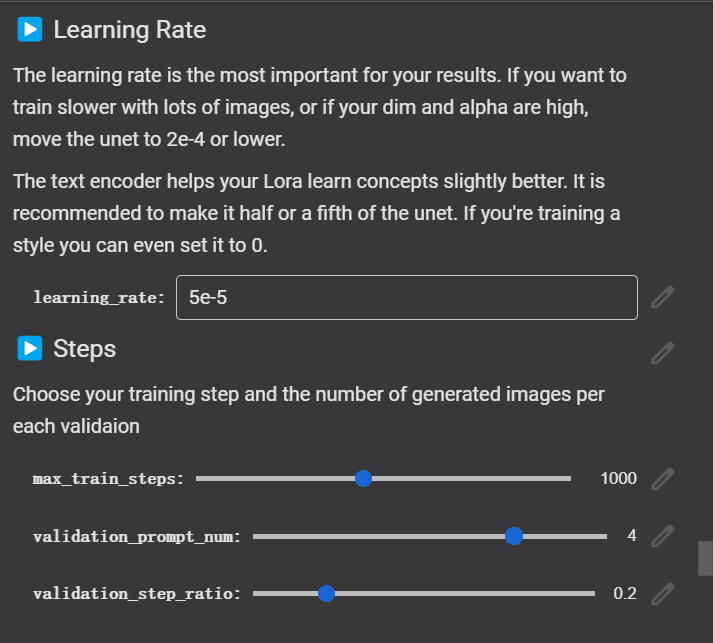 Learning Rate
The learning rate is the most important for your results. If you want to
train slower with lots of images, or if your dim and alpha are high,
move the unet to 2e-4 or lower.
The text encoder helps your Lora learn concepts slightly better. It is
recommended to make it half or a fifth of the unet. If you're training a
style you can even set it to 0.
learning_rate: 5e-5
Steps
Choose your training step and the number of generated images per
each validaion
max_train_steps: 1000
validation_prompt_num: 4
validation_step_ratio: 0.2